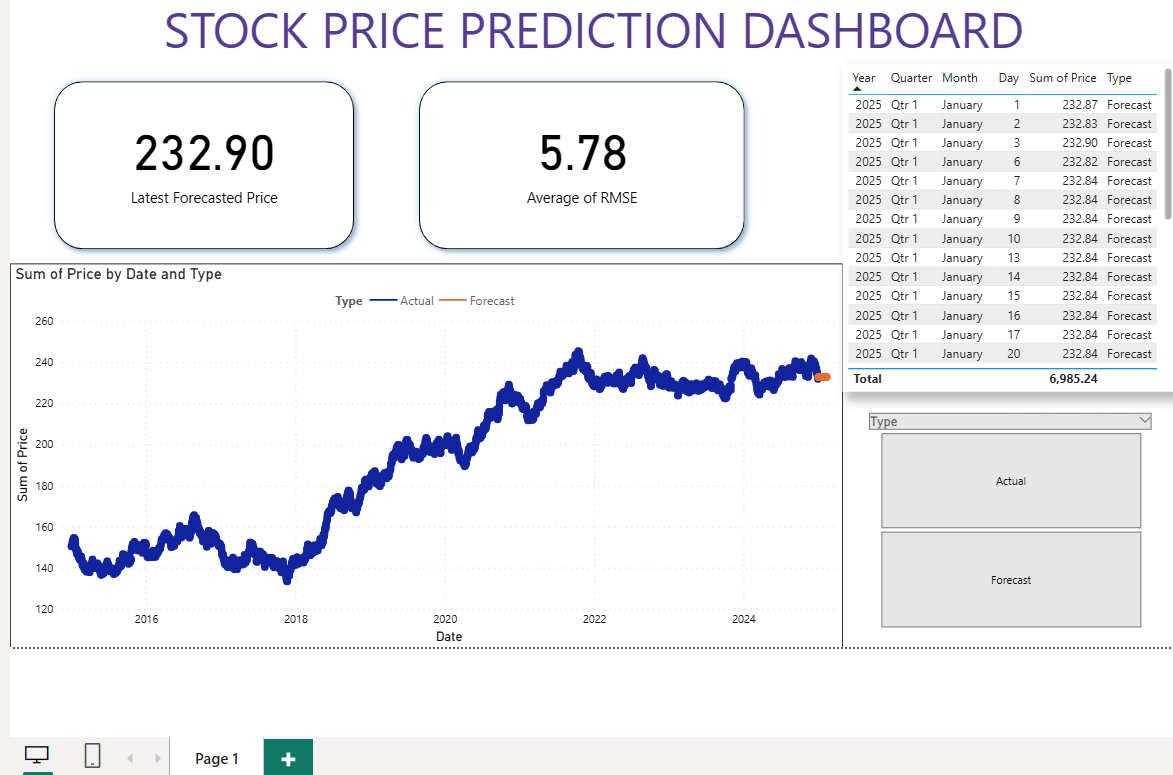 STOCK PRICE PREDICTION DASHBOARD
232.90
Latest Forecasted Price
5.78
Average of RMSE
Year Quarter Month Day Sum of Price Type
2025 Qtr 1 January 1 232.87 Forecast
2025 Qtr 1 January 2 232.83 Forecast
2025 Qtr 1 January 3 232.90 Forecast
2025 Qtr 1 January 6 232.82 Forecast
2025 Qtr 1 January 7 232.84 Forecast
2025 Qtr 1 January 8 232.84 Forecast
2025 Qtr 1 January 9 232.84 Forecast
2025 Qtr 1 January 10 232.84 Forecast
2025 Qtr 1 January 13 232.84 Forecast
2025 Qtr 1 January 14 232.84 Forecast
2025 Qtr 1 January 15 232.84 Forecast
2025 Qtr 1 January 16 232.84 Forecast
2025 Qtr 1 January 17 232.84 Forecast
2025 Qtr 1 January 20 232.84 Forecast
Total 6,985.24
Sum of Price by Date and Type
Type Actual Forecast
260
240
220
200
180
160
140
120
Sum of Price
2016 2018 2020 2022 2024
Date
Type
Actual
Forecast
Page 1